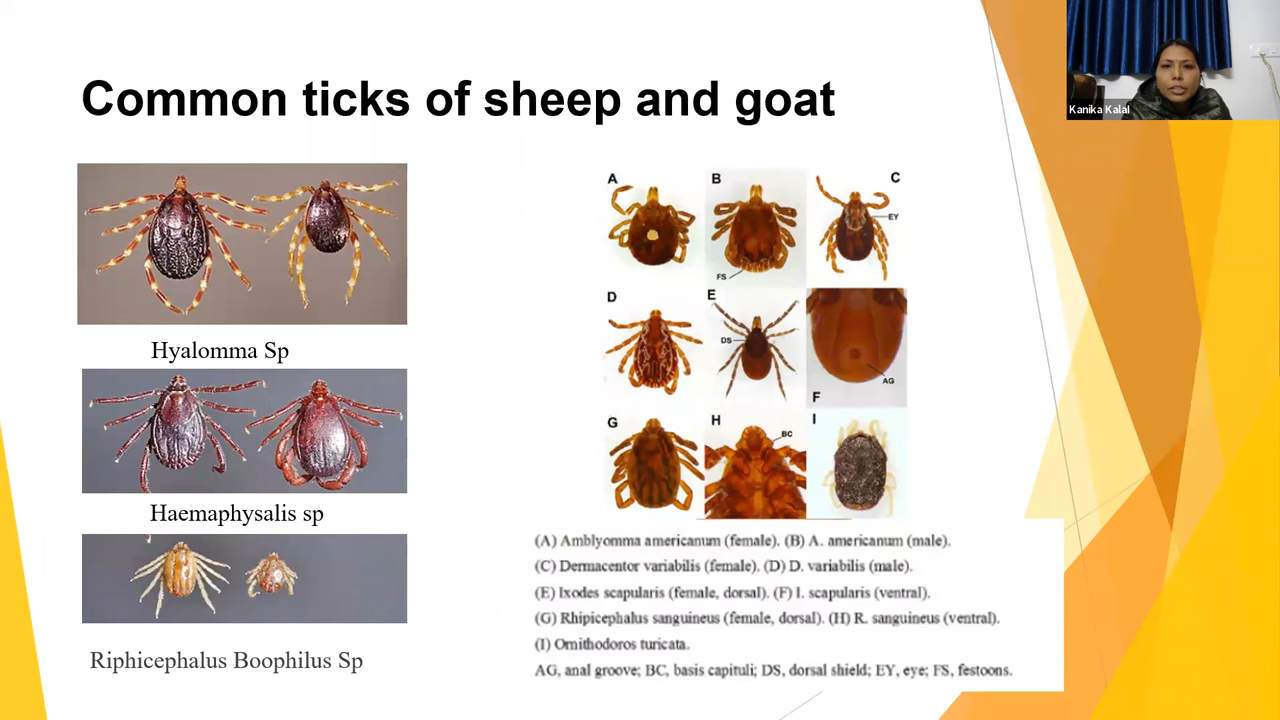 Common ticks of sheep and goat
Kanika Kalal
Hyalomma Sp
Haemaphysalis sp
Riphicephalus Boophilus Sp
A
B
C
EY
FS
D
E
DS
AG
F
G
H
BC
I
(A) Amblyomma americanum (female). (B) A. americanum (male).
(C) Dermacentor variabilis (female). (D) D. variabilis (male).
(E) Ixodes scapularis (female, dorsal). (F) I. scapularis (ventral).
(G) Rhipicephalus sanguineus (female, dorsal). (H) R. sanguineus (ventral).
(I) Ornithodoros turicata.
AG, anal groove; BC, basis capituli; DS, dorsal shield; EY, eye; FS, festoons.